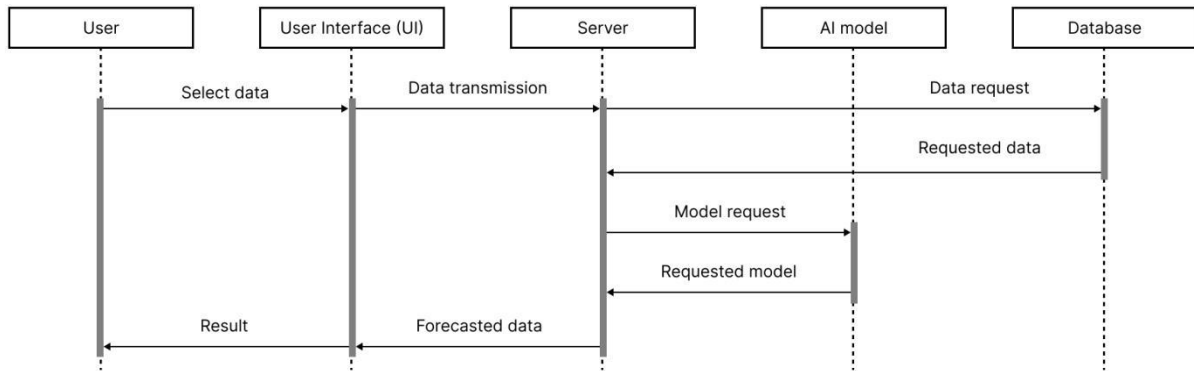 User
User Interface (UI)
Server
AI model
Database
Select data
Data transmission
Data request
Requested data
Model request
Requested model
Result
Forecasted data